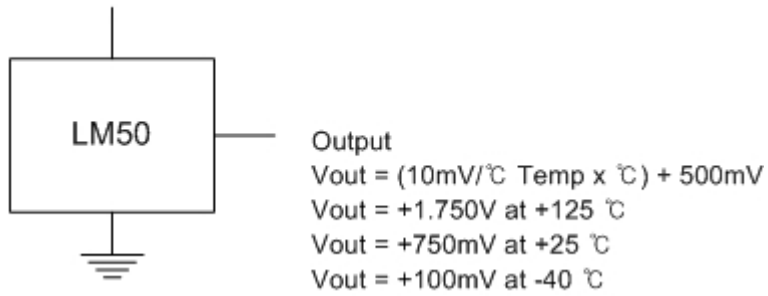 LM50
Output
Vout = (10mV/℃ Temp x ℃) + 500mV
Vout = +1.750V at +125 ℃
Vout = +750mV at +25 ℃
Vout = +100mV at -40 ℃